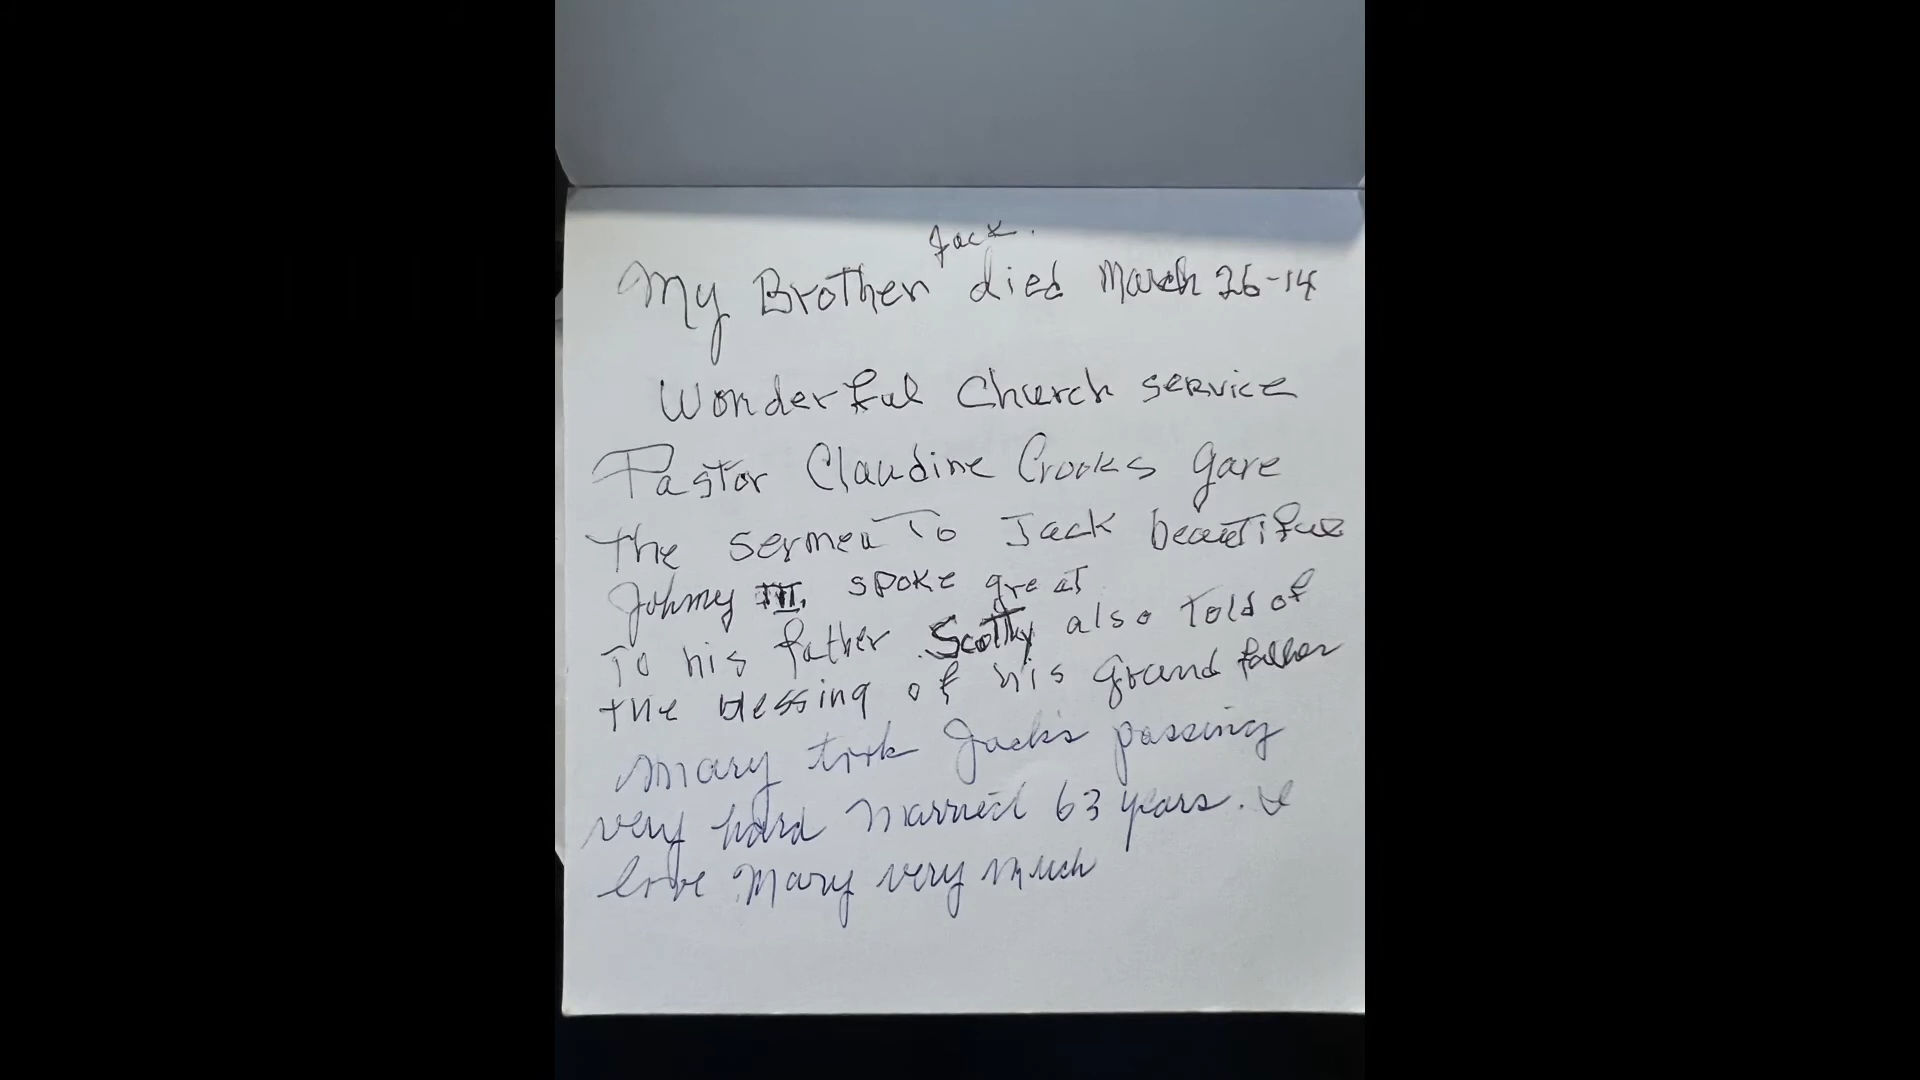 Jack.
My Brother died March 26-14
Wonderful Church service
Pastor Claudine Crooks gave
the sermen To Jack beautiful
Johnny III. spoke great
To his father. Scotty also told of
the blessing of his grand father
Mary took Jack's passing
very hard married 63 years. I
love Mary very much